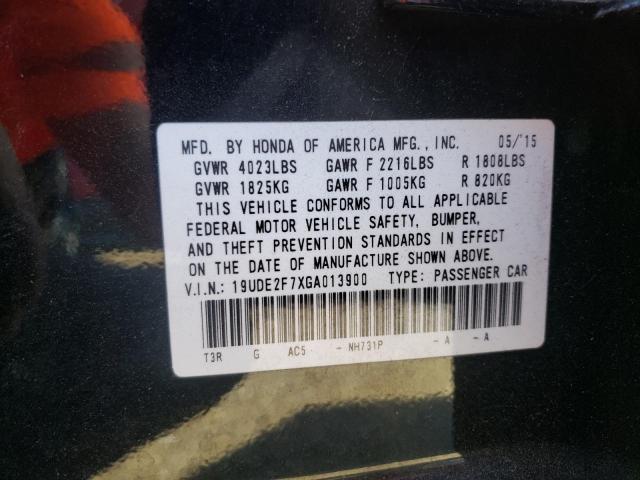 MFD. BY HONDA OF AMERICA MFG., INC. 05/'15
GVWR 4023LBS GAWR F 2216LBS R 1808LBS
GVWR 1825KG GAWR F 1005KG R 820KG
THIS VEHICLE CONFORMS TO ALL APPLICABLE
FEDERAL MOTOR VEHICLE SAFETY, BUMPER,
AND THEFT PREVENTION STANDARDS IN EFFECT
ON THE DATE OF MANUFACTURE SHOWN ABOVE.
V.I.N.: 19UDE2F7XGA013900 TYPE: PASSENGER CAR
T3R G AC5 - NH731P - A - A